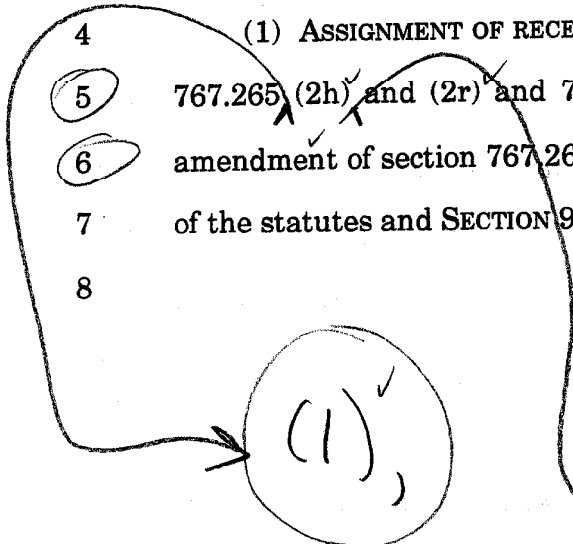 4 (1) ASSIGNMENT OF RECE
5 767.265 (2h) and (2r) and 7
6 amendment of section 767.26
7 of the statutes and SECTION 9
8
(1),